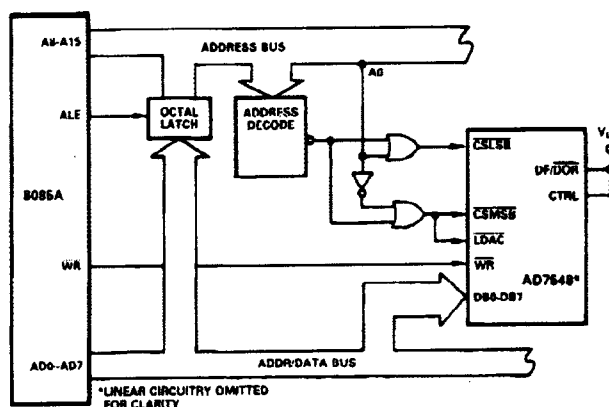 A8-A15
ADDRESS BUS
A0
ALE
OCTAL
LATCH
ADDRESS
DECODE
CSLSB
DF/DOR
CTRL
8085A
CSMSB
LDAC
WR
WR
AD7548*
DB0-DB7
AD0-AD7
ADDR/DATA BUS
*LINEAR CIRCUITRY OMITTED
FOR CLARITY